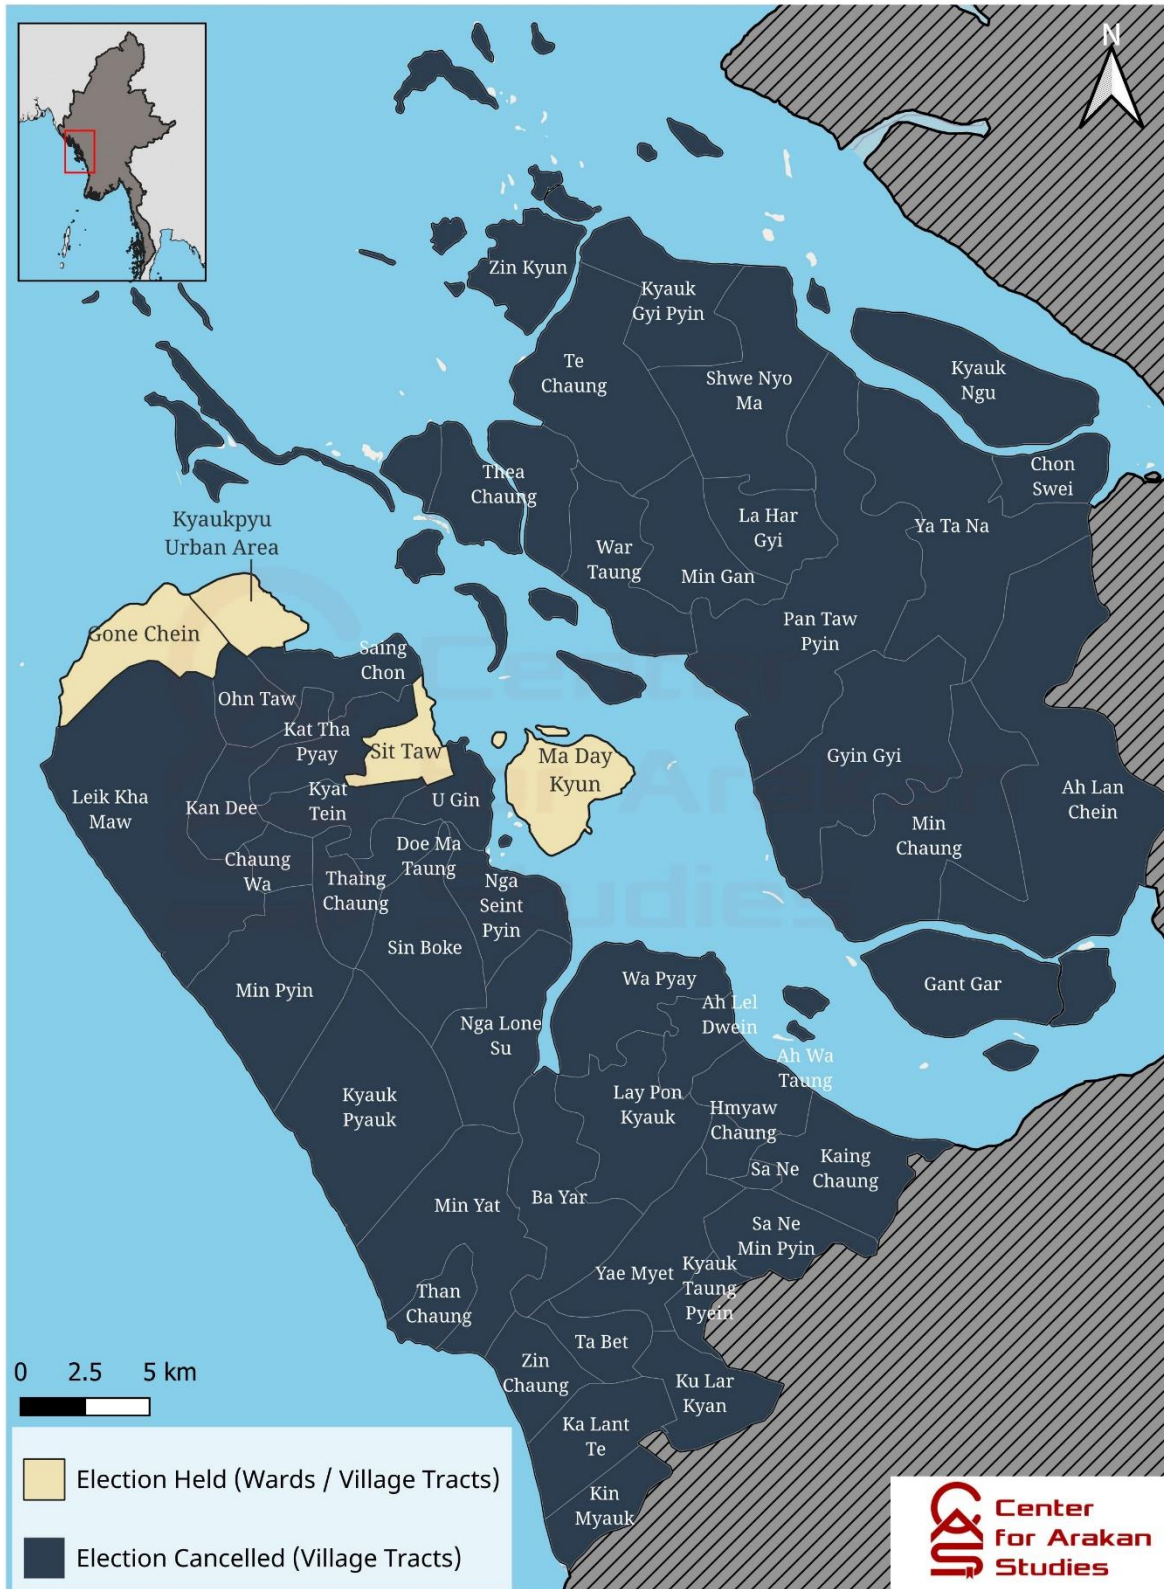 N
Zin Kyun
Kyauk
Gyi Pyin
Te
Chaung
Shwe Nyo
Ma
Kyauk
Ngu
Thea
Chaung
Chon
Swei
La Har
Gyi
Ya Ta Na
Kyaukpyu
Urban Area
War
Taung
Min Gan
Pan Taw
Pyin
Gone Chein
Saing
Chon
Ohn Taw
Kat Tha
Pyay
Sit Taw
Ma Day
Kyun
Gyin Gyi
Leik Kha
Maw
Kan Dee
Kyat
Tein
U Gin
Ah Lan
Chein
Min
Chaung
Doe Ma
Taung
Chaung
Wa
Thaing
Chaung
Nga
Seint
Pyin
Sin Boke
Min Pyin
Wa Pyay
Gant Gar
Ah Lel
Dwein
Nga Lone
Su
Ah Wa
Taung
Kyauk
Pyauk
Lay Pon
Kyauk
Hmyaw
Chaung
Sa Ne
Kaing
Chaung
Min Yat
Ba Yar
Sa Ne
Min Pyin
Yae Myet
Kyauk
Taung
Pyein
Than
Chaung
Ta Bet
Zin
Chaung
Ku Lar
Kyan
Ka Lant
Te
Kin
Myauk
Center
for Arakan
Studies
0 2.5 5 km
Election Held (Wards / Village Tracts)
Election Cancelled (Village Tracts)
CAS
Center
for Arakan
Studies